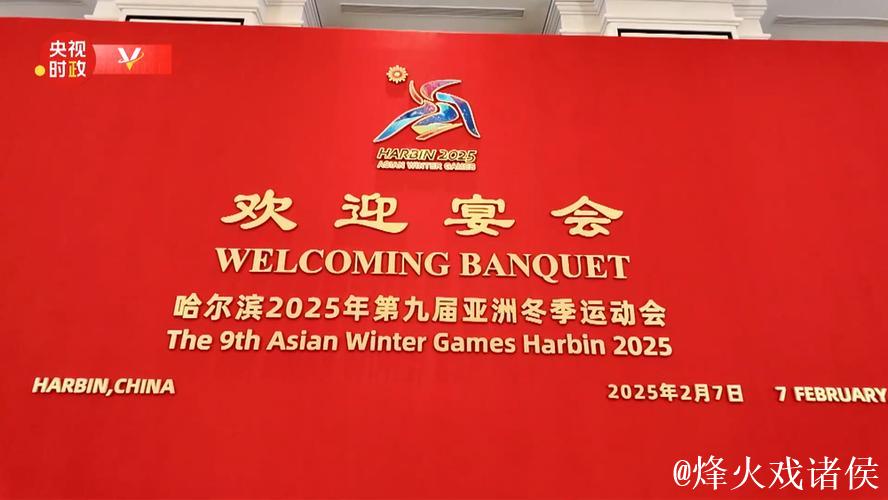 央视
时政
HARBIN 2025
ASIAN WINTER GAMES
欢迎宴会
WELCOMING BANQUET
哈尔滨2025年第九届亚洲冬季运动会
The 9th Asian Winter Games Harbin 2025
HARBIN,CHINA
2025年2月7日 7 FEBRUARY
@烽火戏诸侯